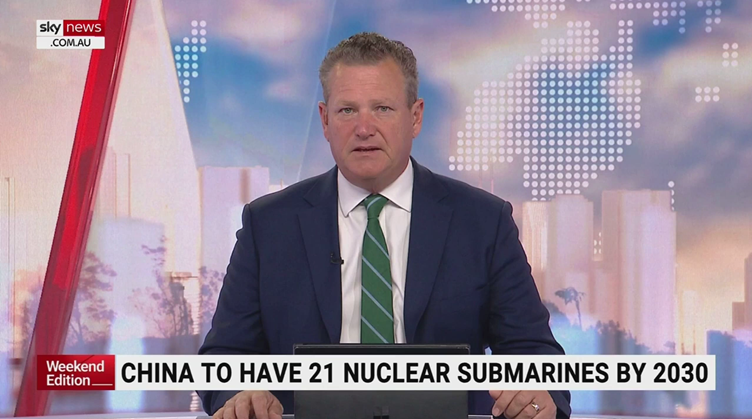 sky news
.COM.AU
Weekend
Edition
CHINA TO HAVE 21 NUCLEAR SUBMARINES BY 2030